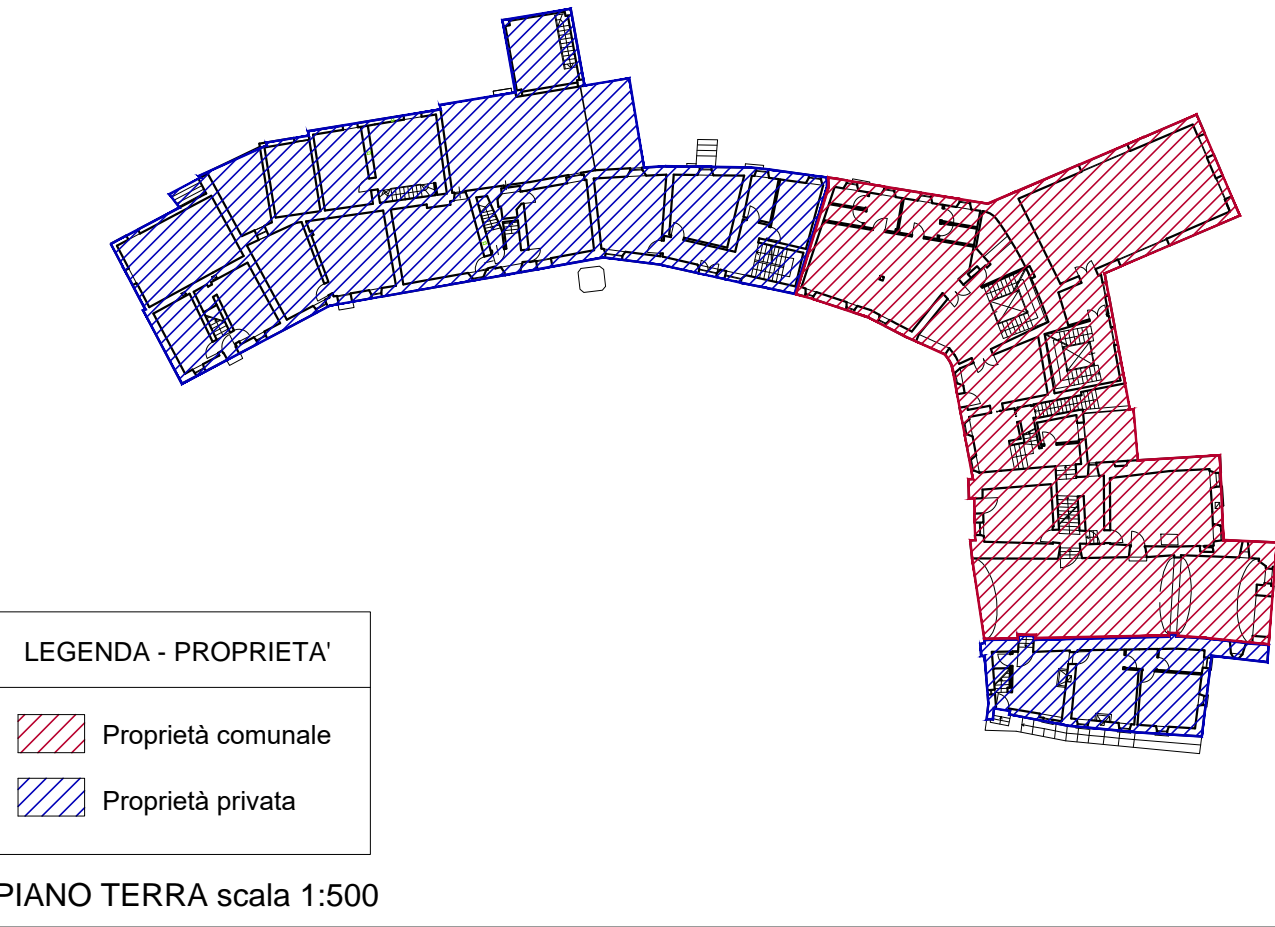 LEGENDA - PROPRIETA'
Proprietà comunale
Proprietà privata
PIANO TERRA scala 1:500